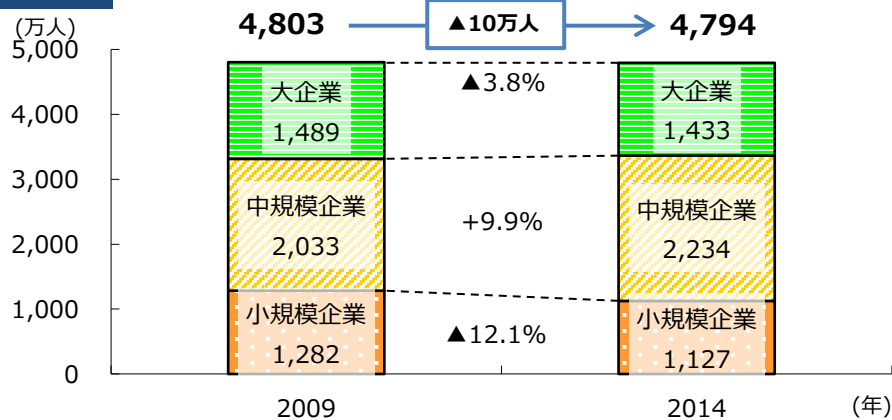 (万人)
4,803
▲10万人
4,794
5,000
4,000
3,000
2,000
1,000
0
大企業
1,489
▲3.8%
大企業
1,433
中規模企業
2,033
+9.9%
中規模企業
2,234
小規模企業
1,282
▲12.1%
小規模企業
1,127
2009
2014
(年)